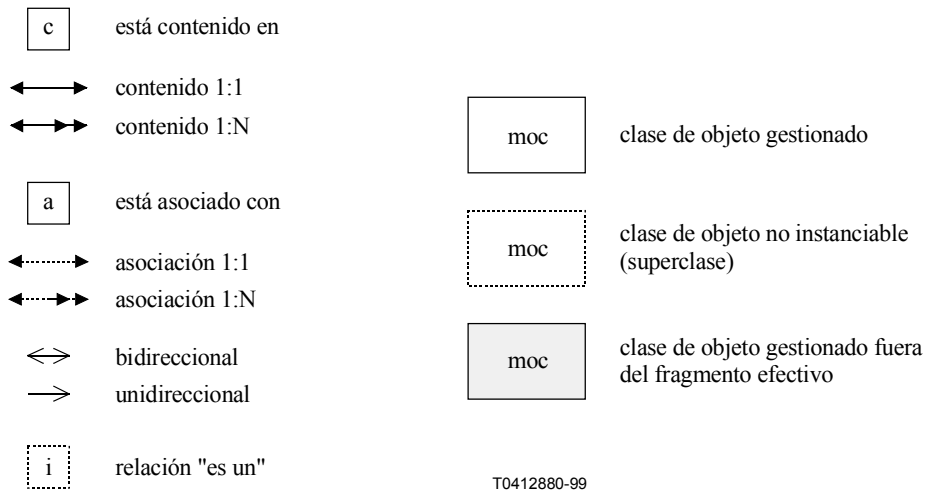 c está contenido en
contenido 1:1
contenido 1:N
a está asociado con
asociación 1:1
asociación 1:N
bidireccional
unidireccional
i relación "es un"
moc clase de objeto gestionado
moc clase de objeto no instanciable
(superclase)
moc clase de objeto gestionado fuera
del fragmento efectivo
T0412880-99